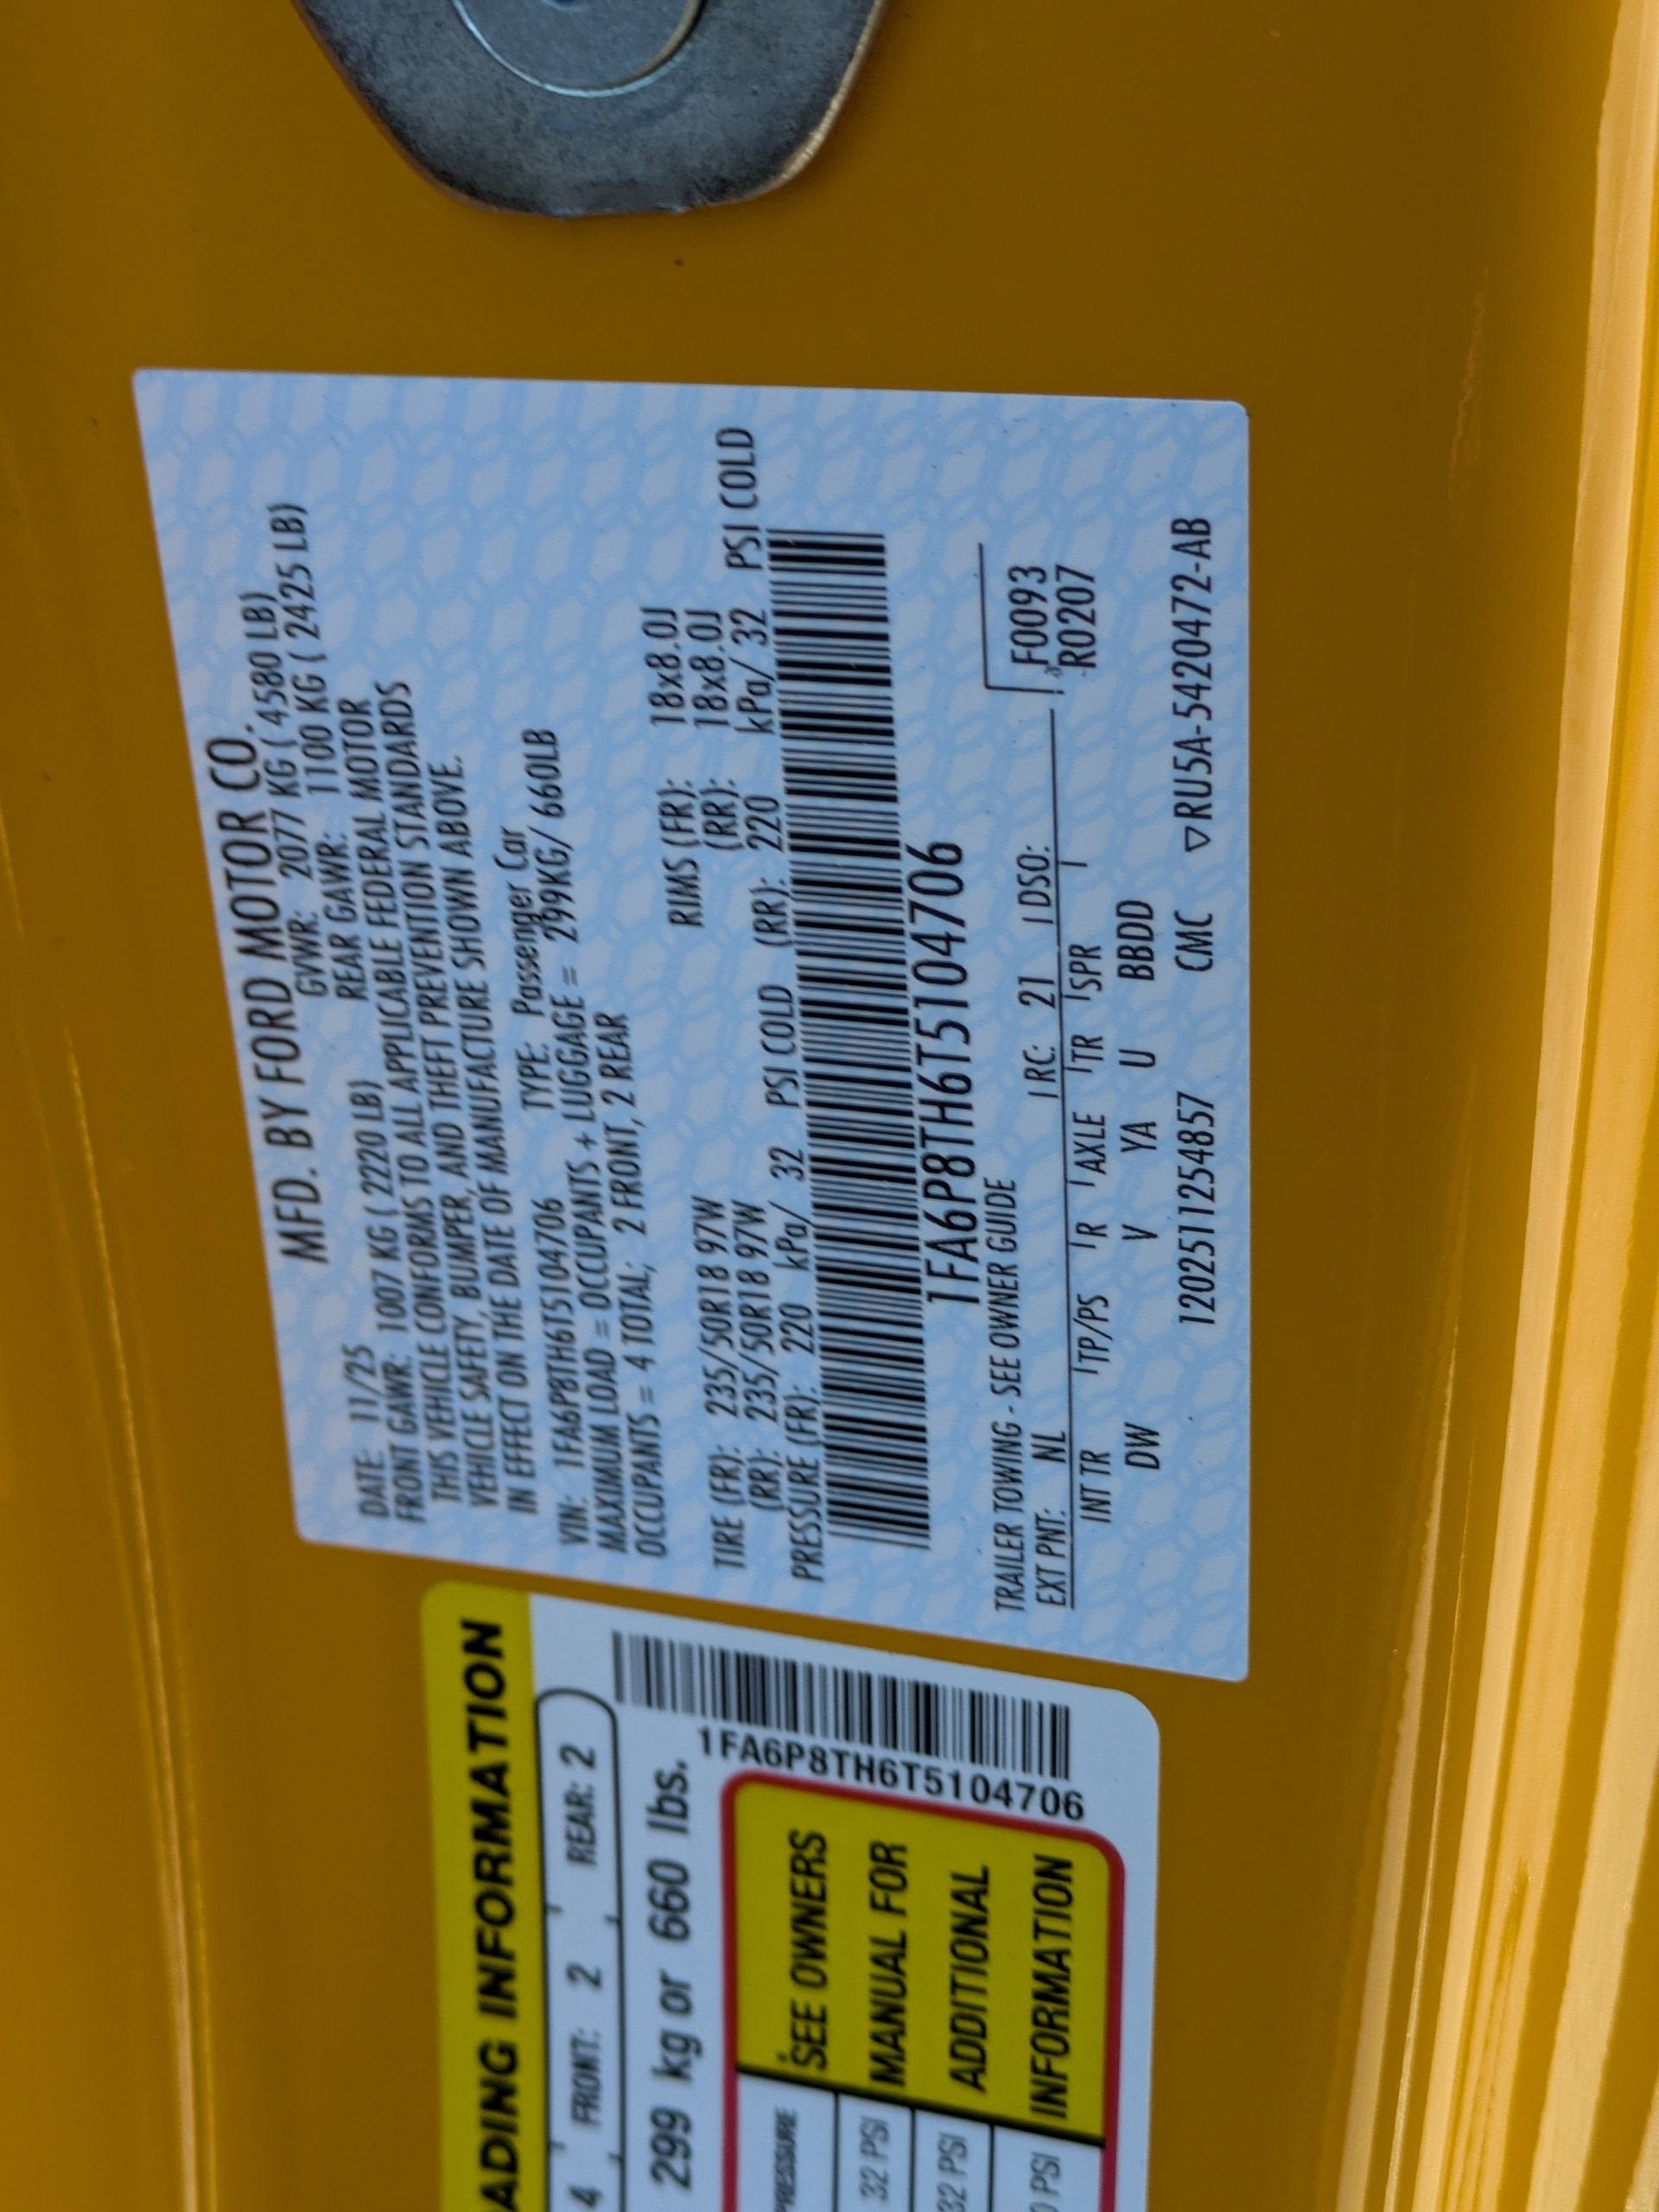 MFD. BY FORD MOTOR CO.
DATE: 11/25 GVWR: 2077 KG ( 4580 LB)
FRONT GAWR: 1007 KG ( 2220 LB) REAR GAWR: 1100 KG ( 2425 LB)
THIS VEHICLE CONFORMS TO ALL APPLICABLE FEDERAL MOTOR
VEHICLE SAFETY, BUMPER, AND THEFT PREVENTION STANDARDS
IN EFFECT ON THE DATE OF MANUFACTURE SHOWN ABOVE.
VIN: 1FA6P8TH6T5104706 TYPE: Passenger Car
MAXIMUM LOAD = OCCUPANTS + LUGGAGE = 299KG/ 660LB
OCCUPANTS = 4 TOTAL; 2 FRONT, 2 REAR
TIRE (FR): 235/50R18 97W RIMS (FR): 18x8.0J
(RR): 235/50R18 97W (RR): 18x8.0J
PRESSURE (FR): 220 kPa/ 32 PSI COLD (RR): 220 kPa/ 32 PSI COLD
1FA6P8TH6T5104706
TRAILER TOWING - SEE OWNER GUIDE
EXT PNT: NL RC: 21 DSO: F0093
R0207
INT TR TP/PS R AXLE TR SPR
DW V YA U BBDD
1202511254857 CMC ▽RU5A-5420472-AB
ADING INFORMATION
4 FRONT: 2 REAR: 2
299 kg or 660 lbs.
1FA6P8TH6T5104706
PRESSURE
32 PSI
32 PSI
0 PSI
SEE OWNERS
MANUAL FOR
ADDITIONAL
INFORMATION